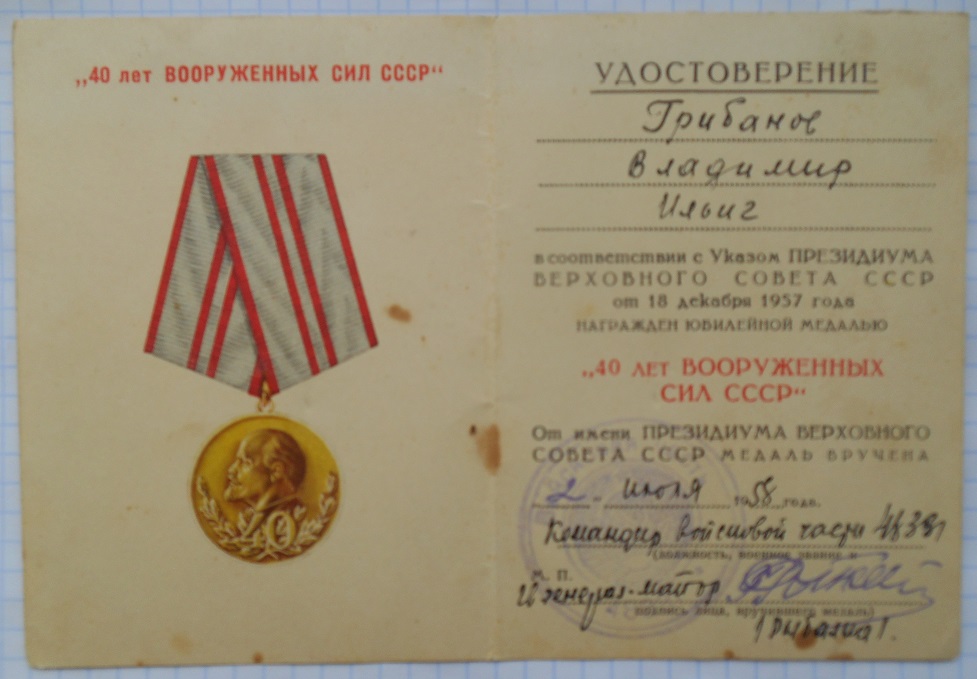 „40 лет ВООРУЖЕННЫХ СИЛ СССР“
УДОСТОВЕРЕНИЕ
Грибанов
Владимир
Ильич
в соответствии с Указом ПРЕЗИДИУМА
ВЕРХОВНОГО СОВЕТА СССР
от 18 декабря 1957 года
НАГРАЖДЕН ЮБИЛЕЙНОЙ МЕДАЛЬЮ
„40 ЛЕТ ВООРУЖЕННЫХ
СИЛ СССР“
От имени ПРЕЗИДИУМА ВЕРХОВНОГО
СОВЕТА СССР МЕДАЛЬ ВРУЧЕНА
2 июля 1958 года.
Командир войсковой части
(должность, военное звание и
М. П.
генерал-майор
подпись лица, вручившего медаль)
40